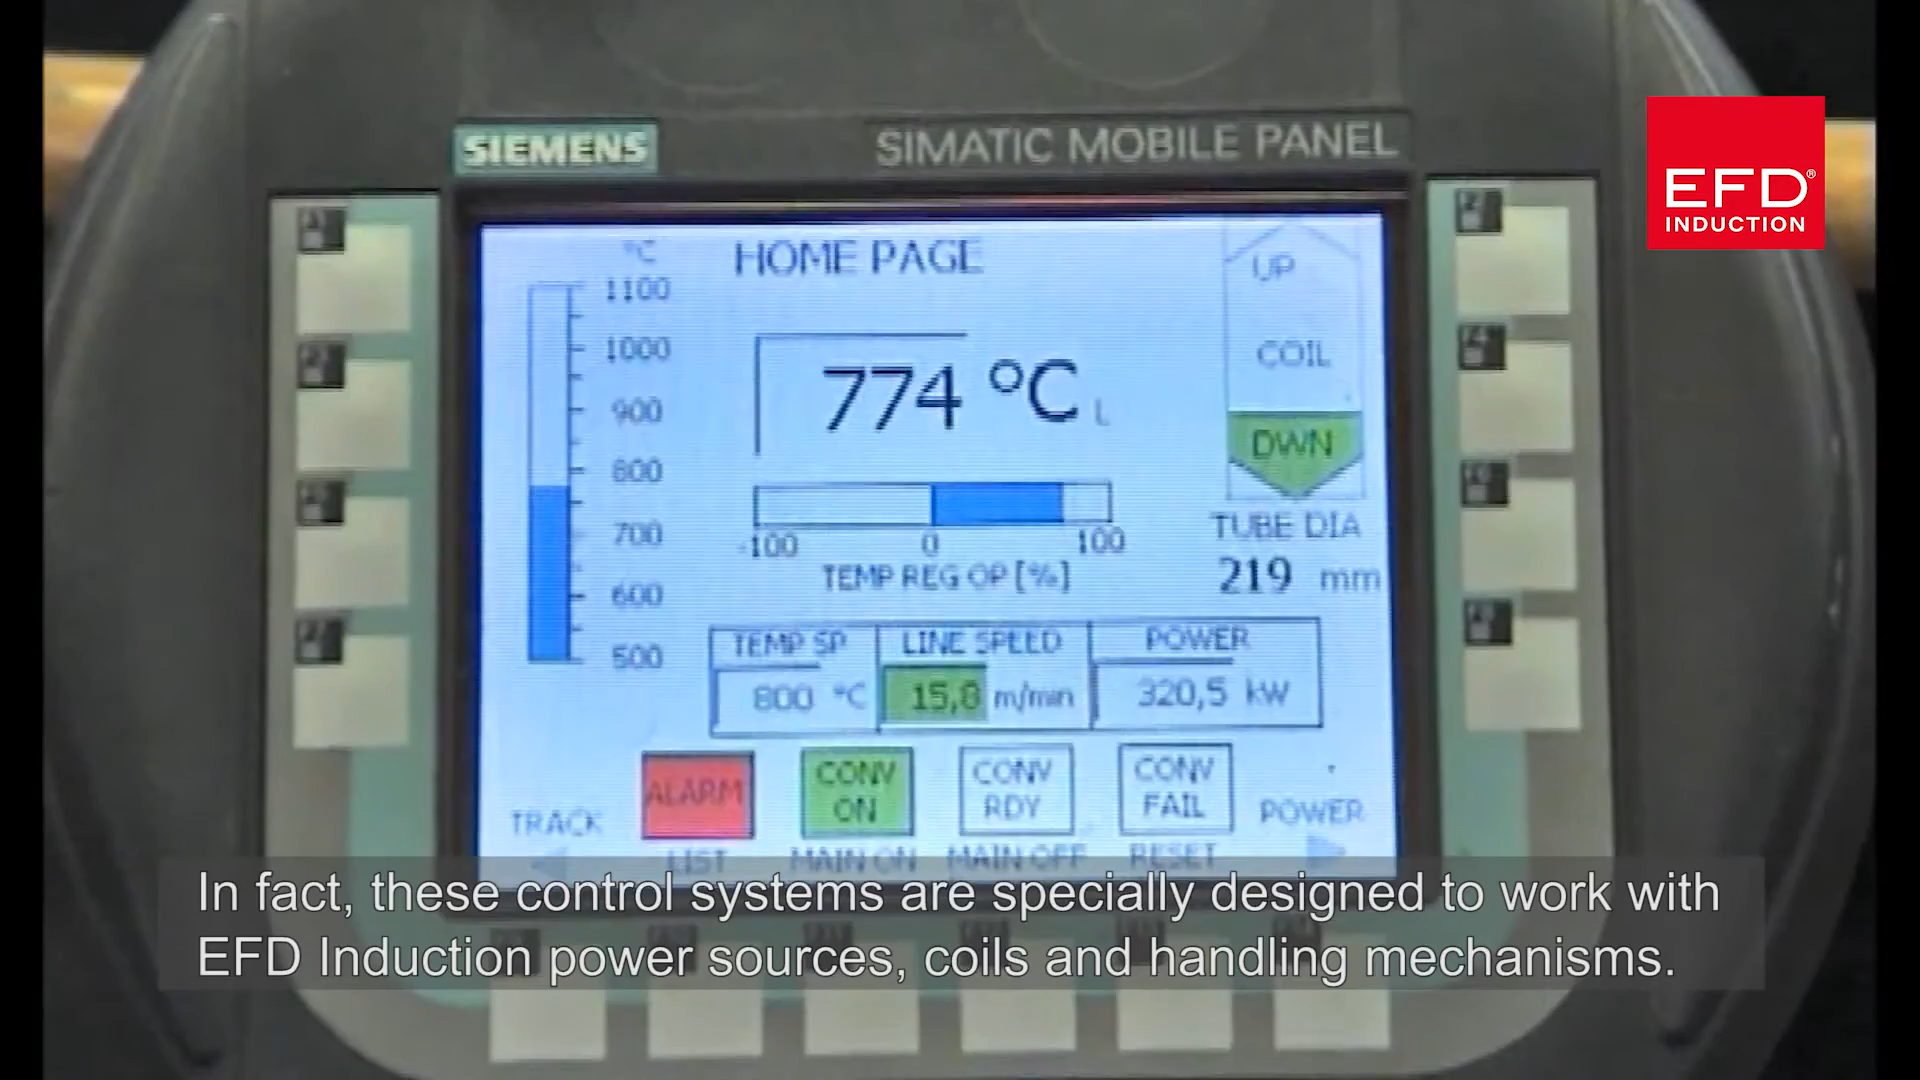 SIEMENS
SIMATIC MOBILE PANEL
EFD®
INDUCTION
°C
HOME PAGE
1100
1000
900
800
700
600
500
774 °C L
-100 0 100
TEMP REG OP [%]
UP
COIL
DWN
TUBE DIA
219 mm
TEMP SP LINE SPEED POWER
800 °C 15,8 m/min 320,5 kW
ALARM
CONV
ON
CONV
RDY
CONV
FAIL
TRACK
POWER
LIST MAIN ON MAIN OFF RESET
In fact, these control systems are specially designed to work with
EFD Induction power sources, coils and handling mechanisms.